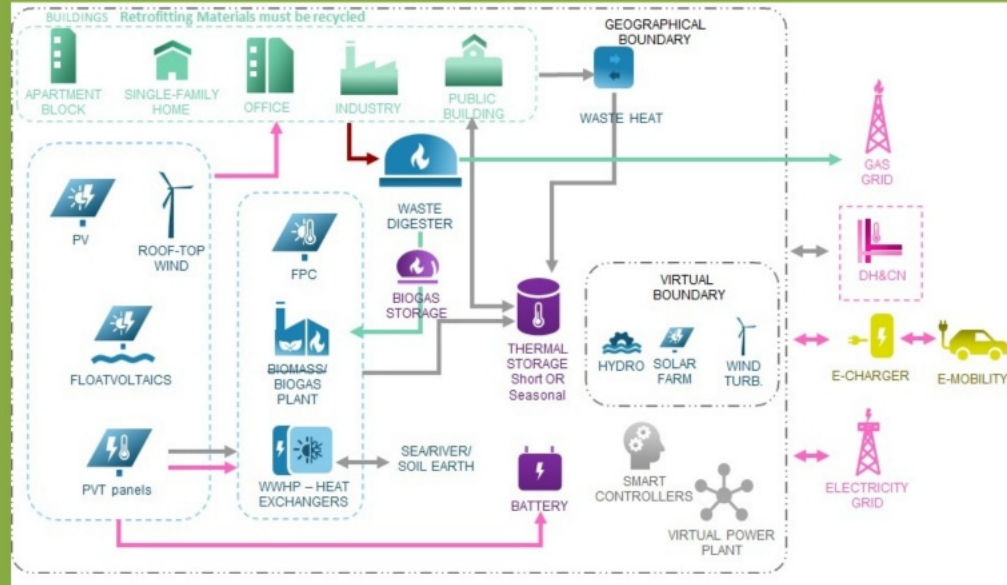 BUILDINGS Retrofitting Materials must be recycled
GEOGRAPHICAL
BOUNDARY
APARTMENT
BLOCK
SINGLE-FAMILY
HOME
OFFICE
INDUSTRY
PUBLIC
BUILDING
WASTE HEAT
GAS
GRID
PV
ROOF-TOP
WIND
FPC
WASTE
DIGESTER
BIOGAS
STORAGE
VIRTUAL
BOUNDARY
DH&CN
FLOATVOLTAICS
BIOMASS/
BIOGAS
PLANT
THERMAL
STORAGE
Short OR
Seasonal
HYDRO
SOLAR
FARM
WIND
TURB.
E-CHARGER
E-MOBILITY
PVT panels
WWHP – HEAT
EXCHANGERS
SEA/RIVER/
SOIL EARTH
BATTERY
SMART
CONTROLLERS
VIRTUAL POWER
PLANT
ELECTRICITY
GRID